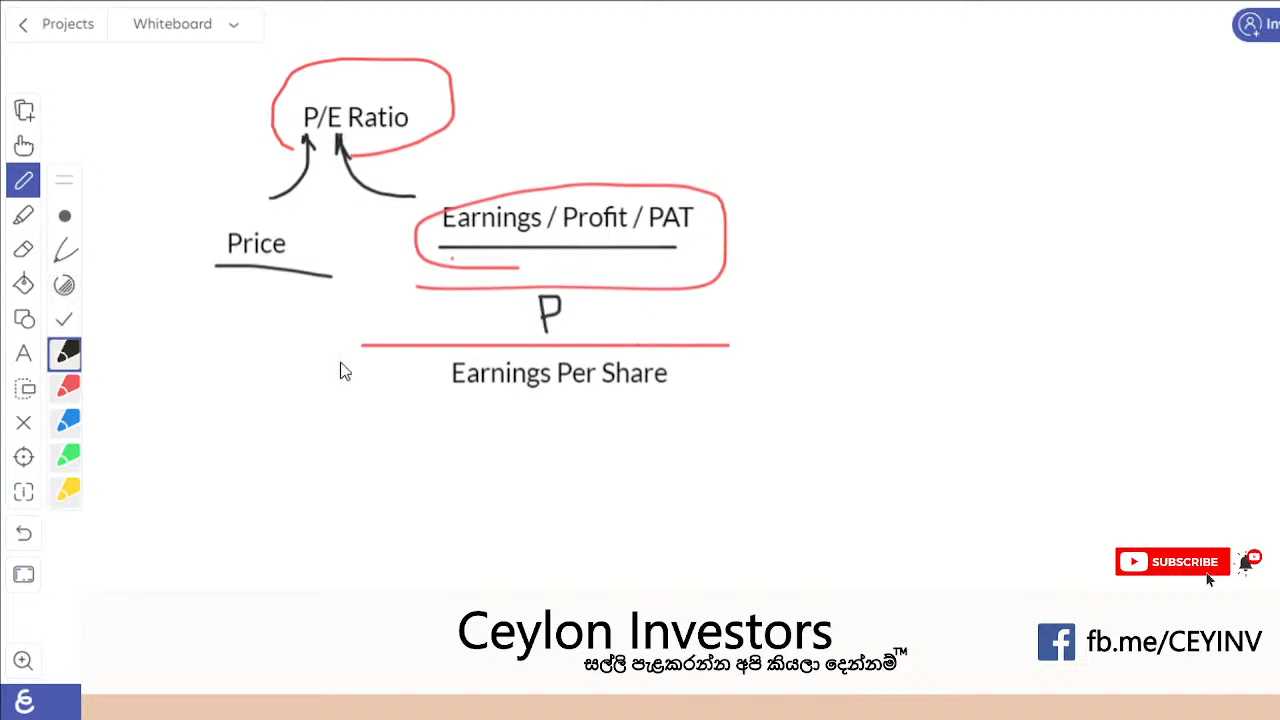 Projects
Whiteboard
In
P/E Ratio
Earnings / Profit / PAT
Price
P
Earnings Per Share
SUBSCRIBE
Ceylon Investors
සල්ලි පැළකරන්න අපි කියලා දෙන්නම්™
fb.me/CEYINV